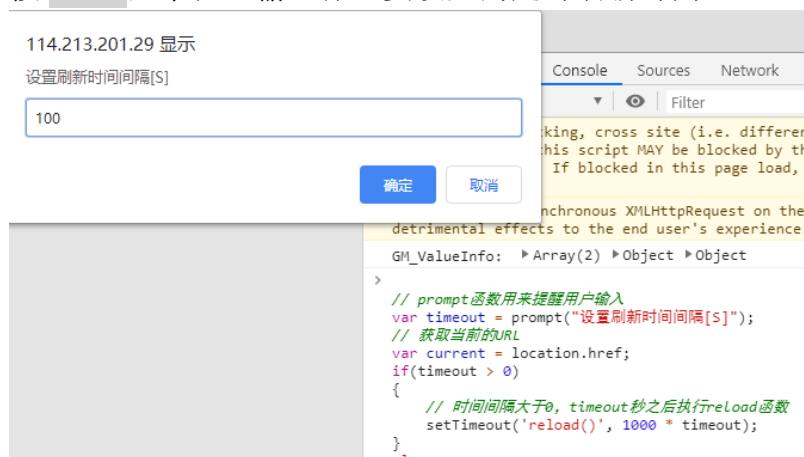 114.213.201.29 显示
设置刷新时间间隔[S]
100
确定 取消
Console Sources Network
Filter
king, cross site (i.e. differen
his script MAY be blocked by th
If blocked in this page load,
nchronous XMLHttpRequest on the
detrimental effects to the end user's experience
GM_ValueInfo: ▶Array(2) ▶Object ▶Object
>
// prompt函数用来提醒用户输入
var timeout = prompt("设置刷新时间间隔[S]");
// 获取当前的URL
var current = location.href;
if(timeout > 0)
{
// 时间间隔大于0, timeout秒之后执行reload函数
setTimeout('reload()', 1000 * timeout);
}